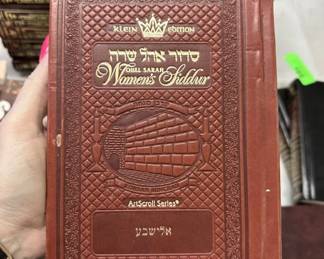 KLEIN EDITION
סדור אהל שרה
OHEL SARAH
Women's Siddur
ArtScroll Series®
אלישבע